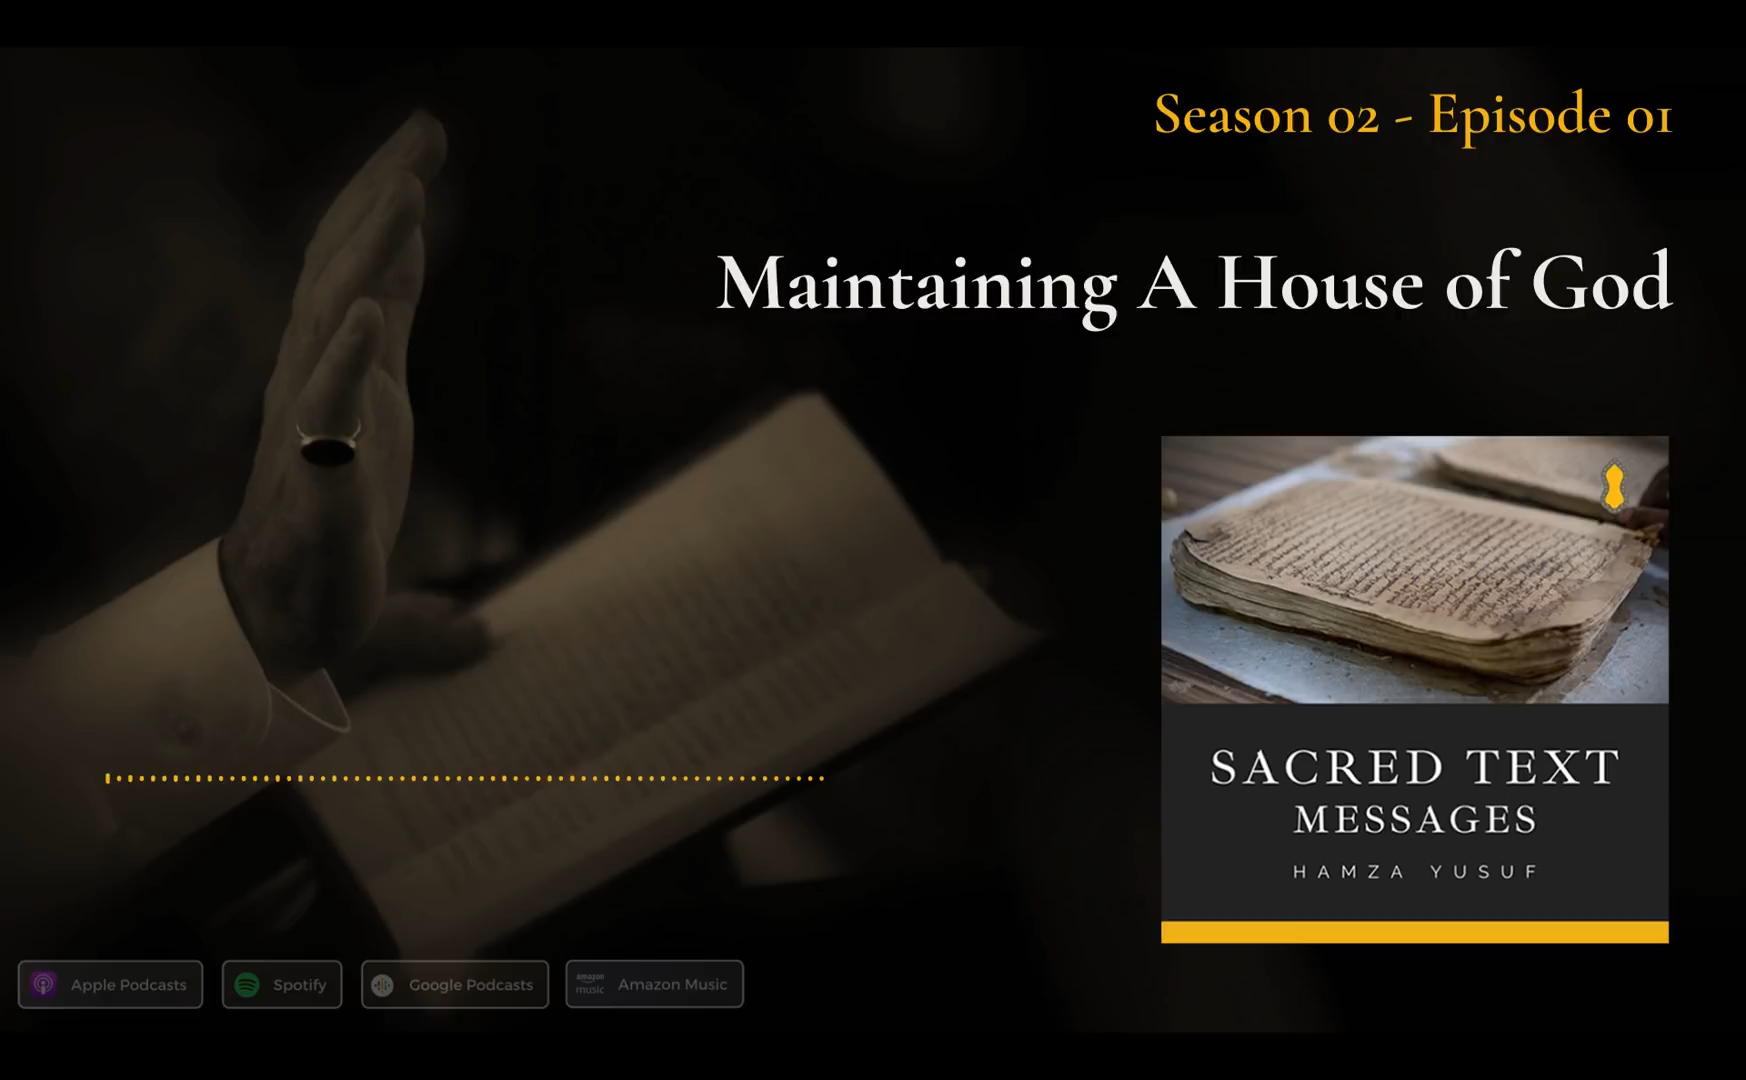 Season 02 - Episode 01
Maintaining A House of God
SACRED TEXT
MESSAGES
HAMZA YUSUF
Apple Podcasts
Spotify
Google Podcasts
amazon music
Amazon Music